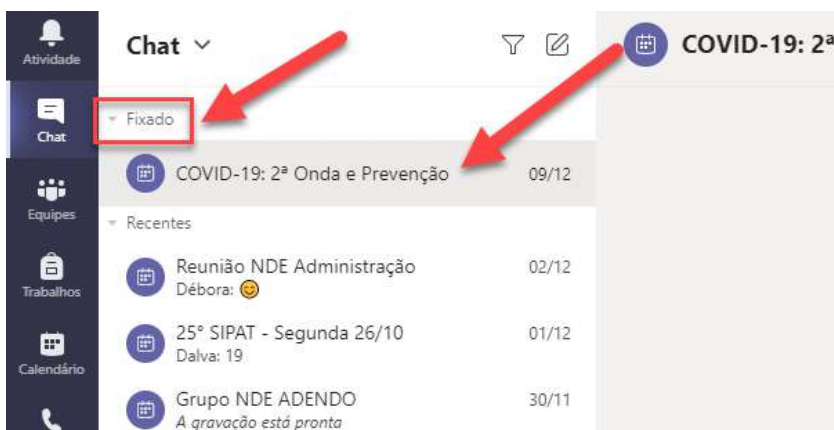 Atividade
Chat
Equipes
Trabalhos
Calendário
Chat
Fixado
COVID-19: 2ª Onda e Prevenção 09/12
Recentes
Reunião NDE Administração 02/12
Débora: 😊
25° SIPAT - Segunda 26/10 01/12
Dalva: 19
Grupo NDE ADENDO 30/11
A gravação está pronta
COVID-19: 2ª